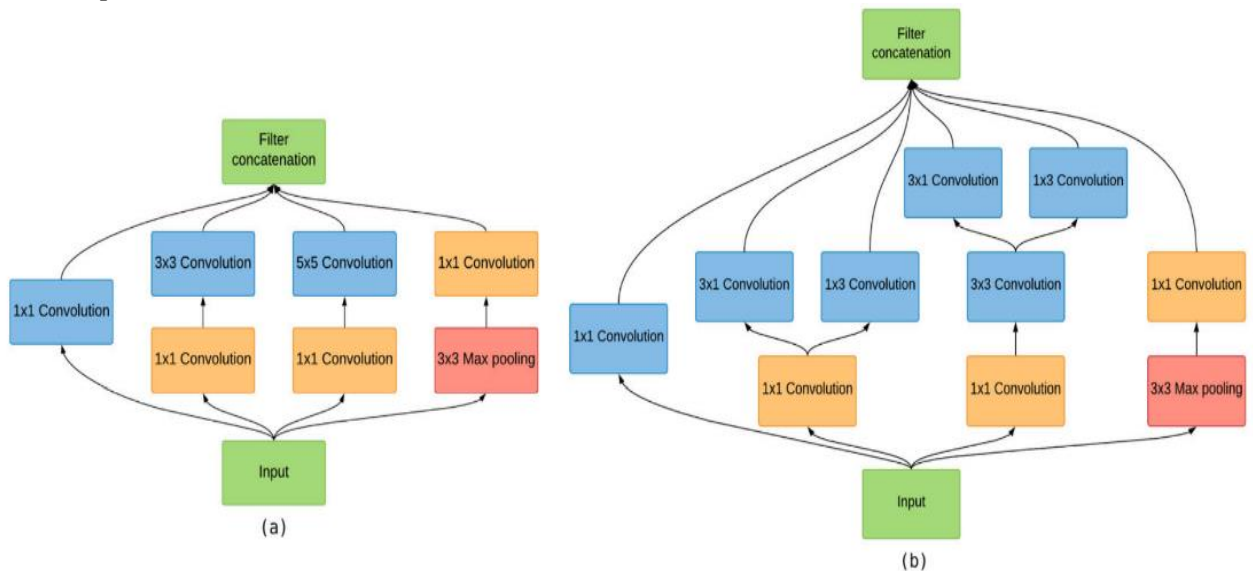 Filter
concatenation
3x3 Convolution
5x5 Convolution
1x1 Convolution
1x1 Convolution
1x1 Convolution
1x1 Convolution
3x3 Max pooling
Input
(a)
Filter
concatenation
3x1 Convolution
1x3 Convolution
3x1 Convolution
1x3 Convolution
3x3 Convolution
1x1 Convolution
1x1 Convolution
1x1 Convolution
1x1 Convolution
3x3 Max pooling
Input
(b)